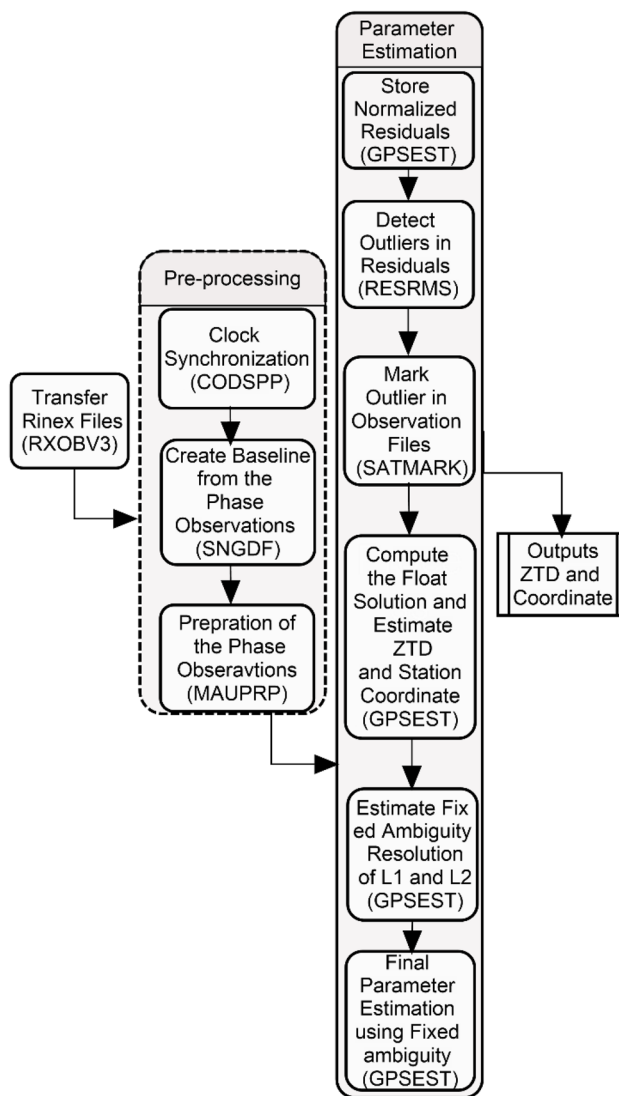 Transfer
Rinex Files
(RXOBV3)
Pre-processing
Clock
Synchronization
(CODSPP)
Create Baseline
from the
Phase
Observations
(SNGDF)
Prepration of
the Phase
Obseravtions
(MAUPRP)
Parameter
Estimation
Store
Normalized
Residuals
(GPSEST)
Detect
Outliers in
Residuals
(RESRMS)
Mark
Outlier in
Observation
Files
(SATMARK)
Compute
the Float
Solution and
Estimate
ZTD
and Station
Coordinate
(GPSEST)
Estimate Fix
ed Ambiguity
Resolution
of L1 and L2
(GPSEST)
Final
Parameter
Estimation
using Fixed
ambiguity
(GPSEST)
Outputs
ZTD and
Coordinate